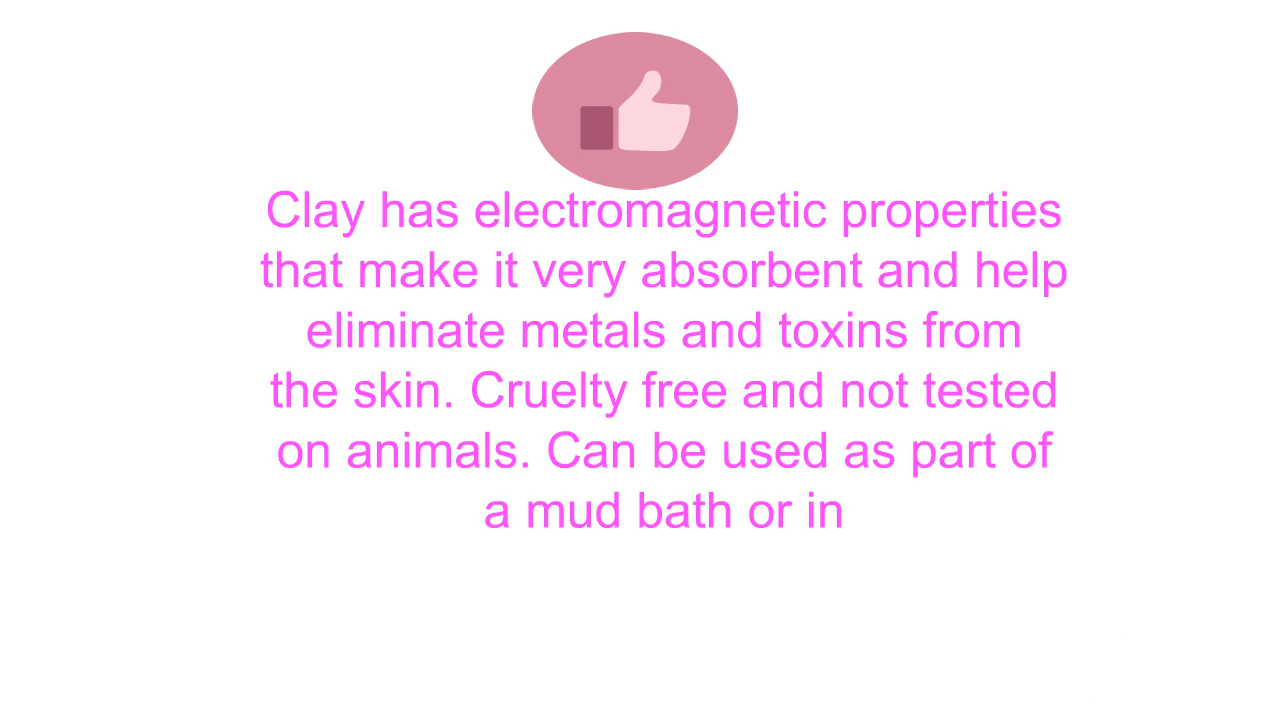 Clay has electromagnetic properties
that make it very absorbent and help
eliminate metals and toxins from
the skin. Cruelty free and not tested
on animals. Can be used as part of
a mud bath or in